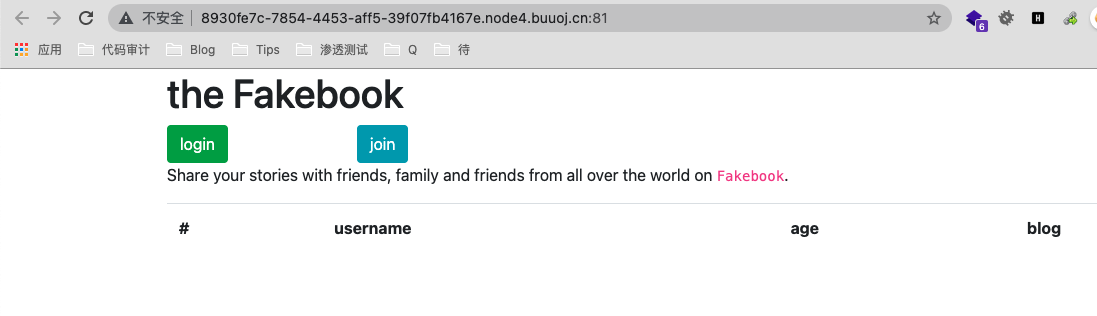 不安全 8930fe7c-7854-4453-aff5-39f07fb4167e.node4.buuoj.cn:81
6 H
应用 代码审计 Blog Tips 渗透测试 Q 待
the Fakebook
login join
Share your stories with friends, family and friends from all over the world on Fakebook.
# username age blog